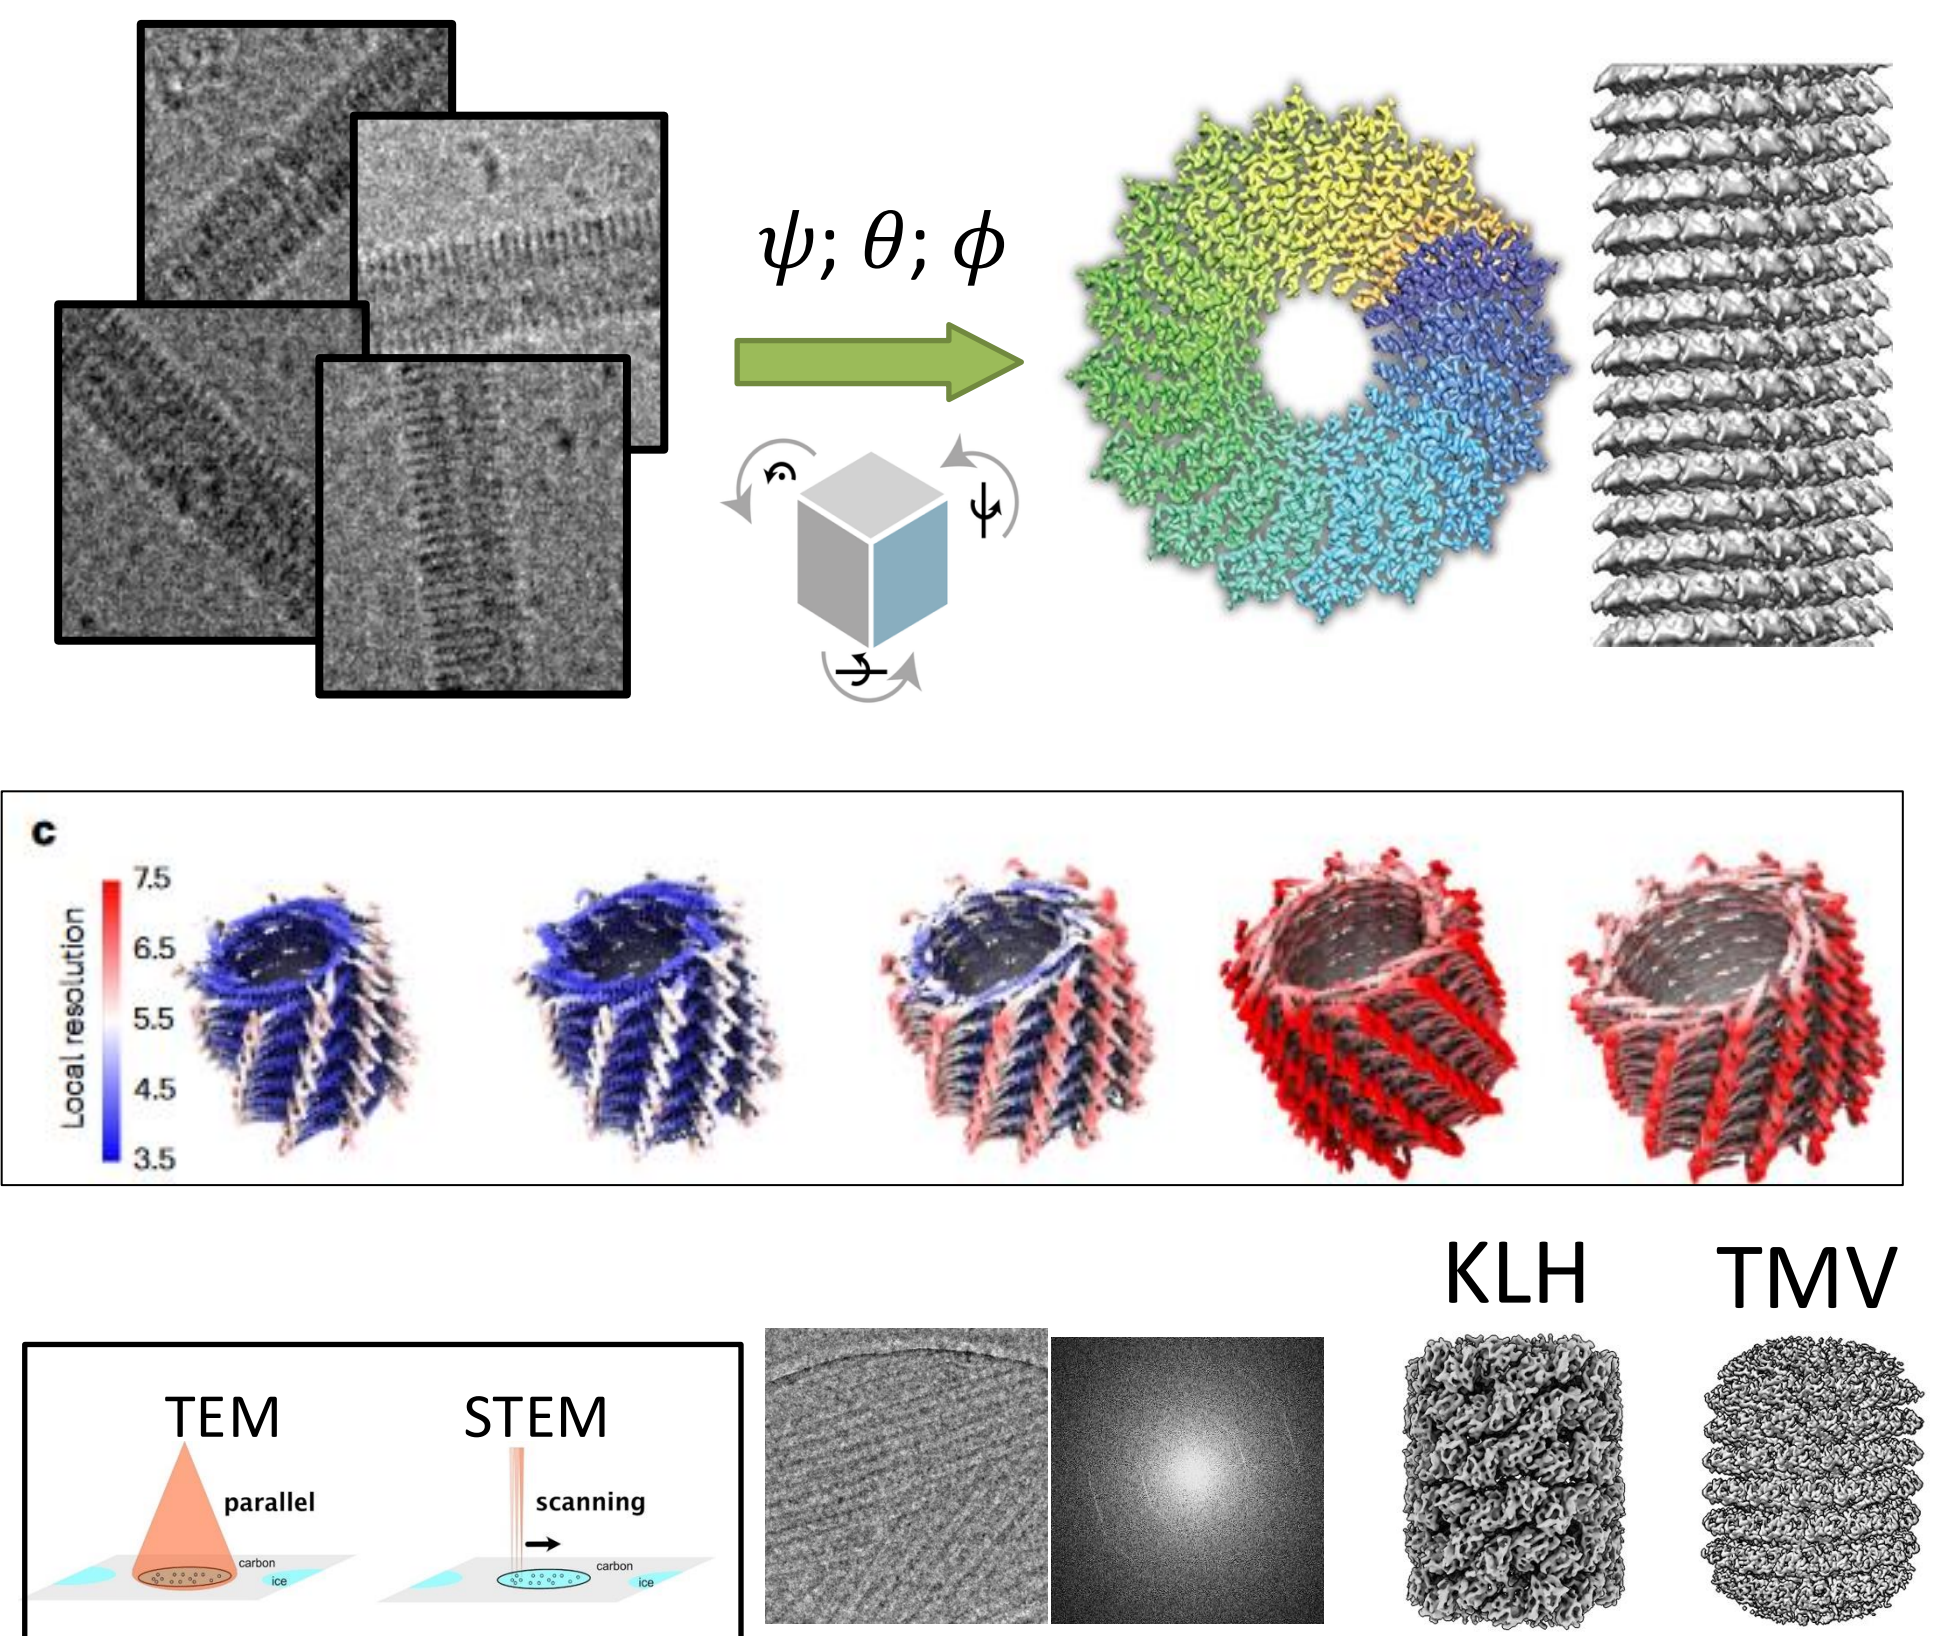 ψ; θ; ϕ
c
Local resolution
7.5
6.5
5.5
4.5
3.5
KLH
TMV
TEM
STEM
parallel
scanning
carbon
ice
carbon
ice